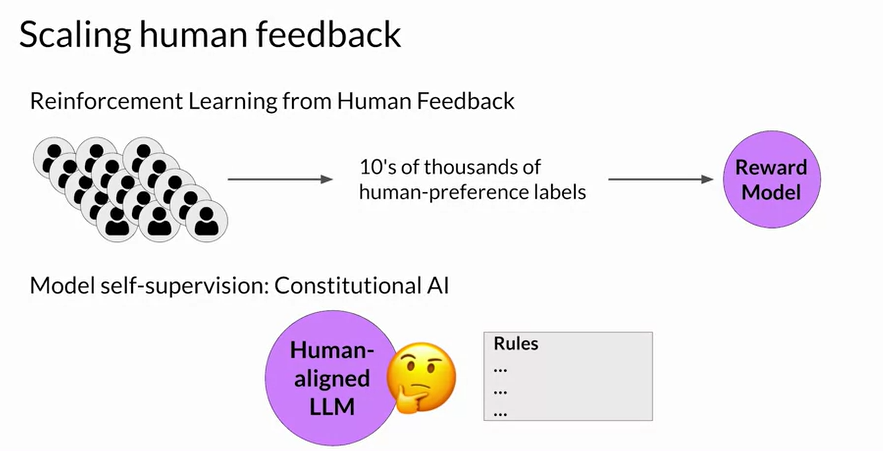 Scaling human feedback
Reinforcement Learning from Human Feedback
10's of thousands of
human-preference labels
Reward
Model
Model self-supervision: Constitutional AI
Human-
aligned
LLM
Rules
...
...
...